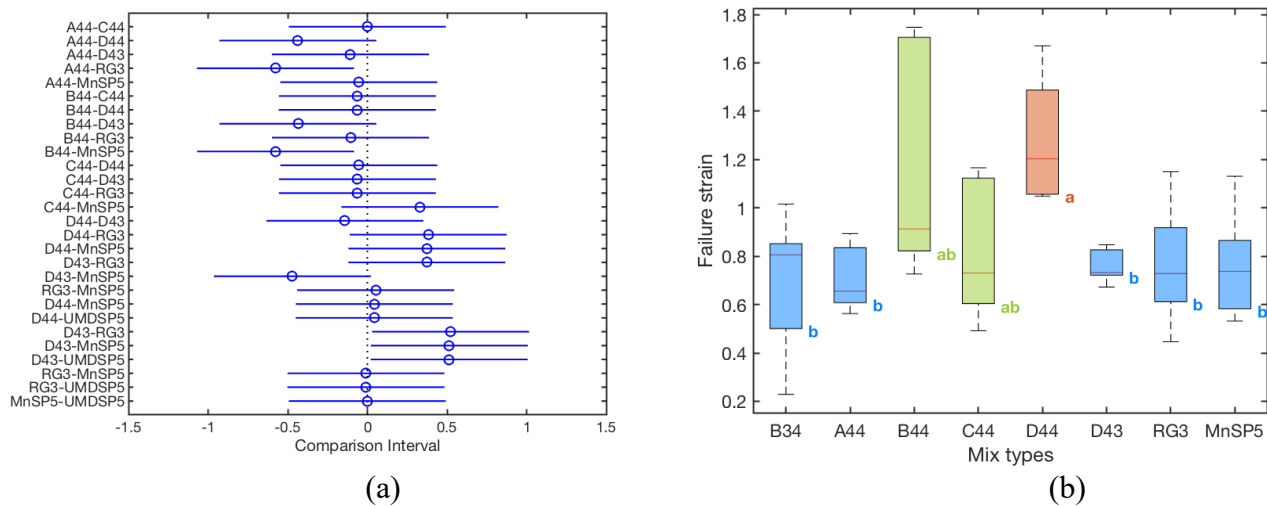 A44-C44
A44-D44
A44-D43
A44-RG3
A44-MnSP5
B44-C44
B44-D44
B44-D43
B44-RG3
B44-MnSP5
C44-D44
C44-D43
C44-RG3
C44-MnSP5
D44-D43
D44-RG3
D44-MnSP5
D43-RG3
D43-MnSP5
RG3-MnSP5
D44-MnSP5
D44-UMDSP5
D43-RG3
D43-MnSP5
D43-UMDSP5
RG3-MnSP5
RG3-UMDSP5
MnSP5-UMDSP5
-1.5 -1 -0.5 0 0.5 1 1.5
Comparison Interval
(a)
Failure strain
1.8
1.6
1.4
1.2
1
0.8
0.6
0.4
0.2
b
b
ab
ab
a
b
b
b
B34 A44 B44 C44 D44 D43 RG3 MnSP5
Mix types
(b)